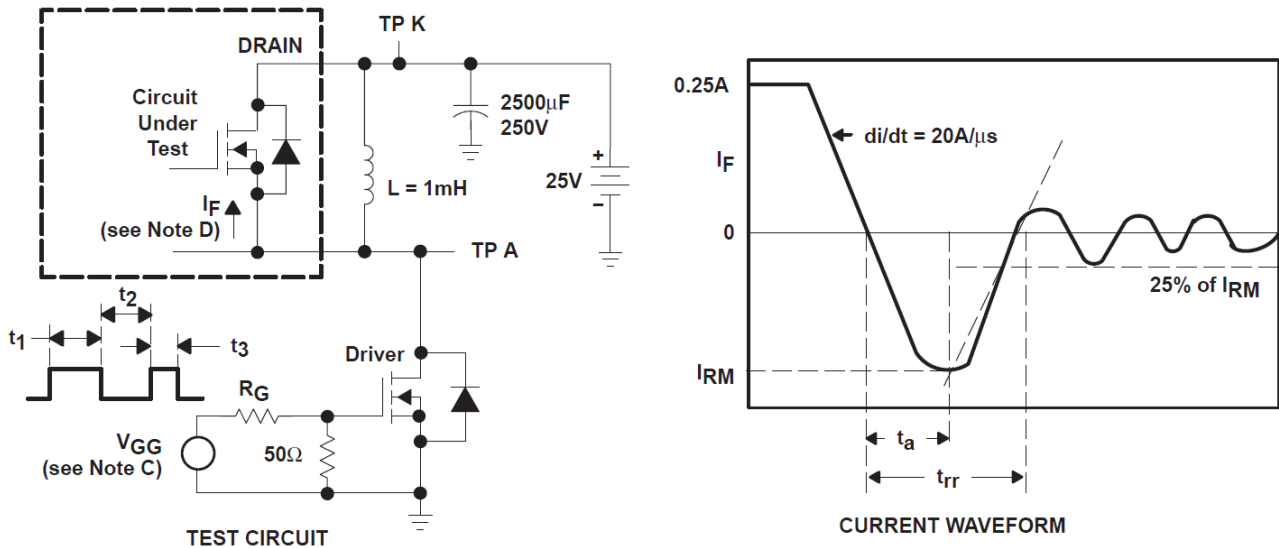 TP K
DRAIN
Circuit
Under
Test
2500μF
250V
+
25V
−
L = 1mH
IF
(see Note D)
TP A
t2
t1
t3
Driver
RG
VGG
(see Note C)
50Ω
TEST CIRCUIT
0.25A
di/dt = 20A/μs
IF
0
25% of IRM
IRM
ta
trr
CURRENT WAVEFORM